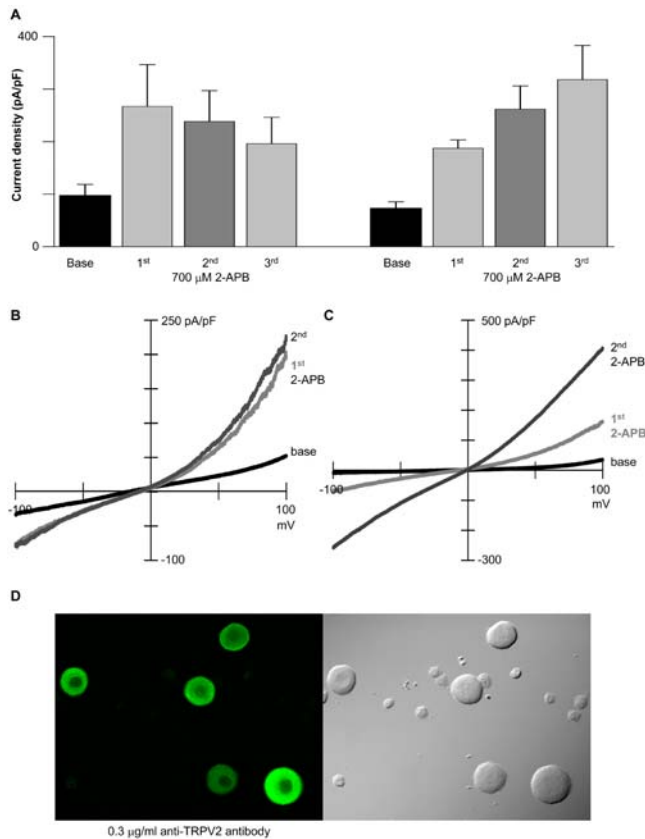 A
400
Current density (pA/pF)
0
Base 1st 2nd 3rd Base 1st 2nd 3rd
700 μM 2-APB 700 μM 2-APB
B C
250 pA/pF 500 pA/pF
2nd
1st
2-APB
base
-100 100
mV
-100
2nd
2-APB
1st
2-APB
base
-100 100
mV
-300
D
0.3 μg/ml anti-TRPV2 antibody